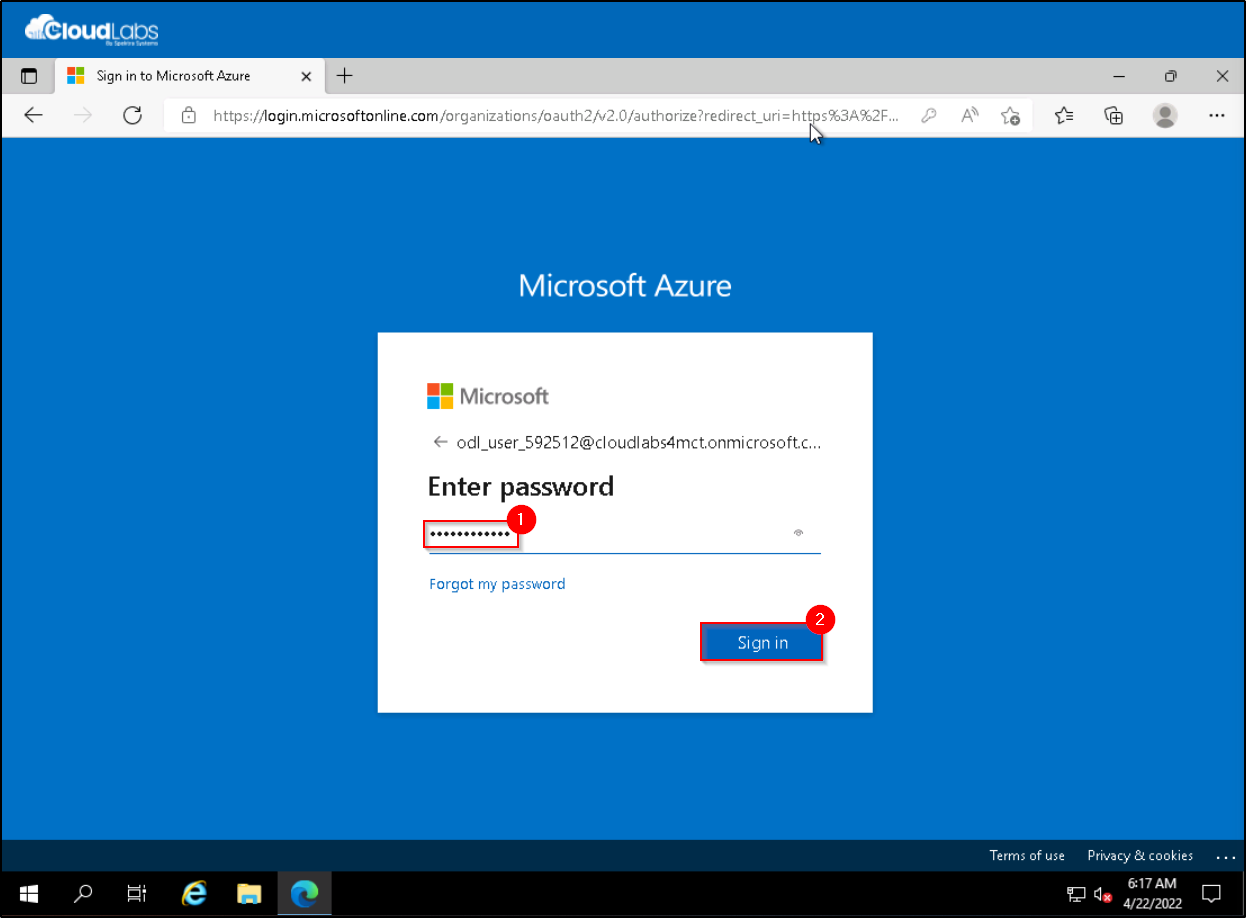 CloudLabs
By Spektra Systems
Sign in to Microsoft Azure
https://login.microsoftonline.com/organizations/oauth2/v2.0/authorize?redirect_uri=https%3A%2F...
Microsoft Azure
Microsoft
odl_user_592512@cloudlabs4mct.onmicrosoft.c...
Enter password
1
Forgot my password
2
Sign in
Terms of use Privacy & cookies ...
6:17 AM
4/22/2022